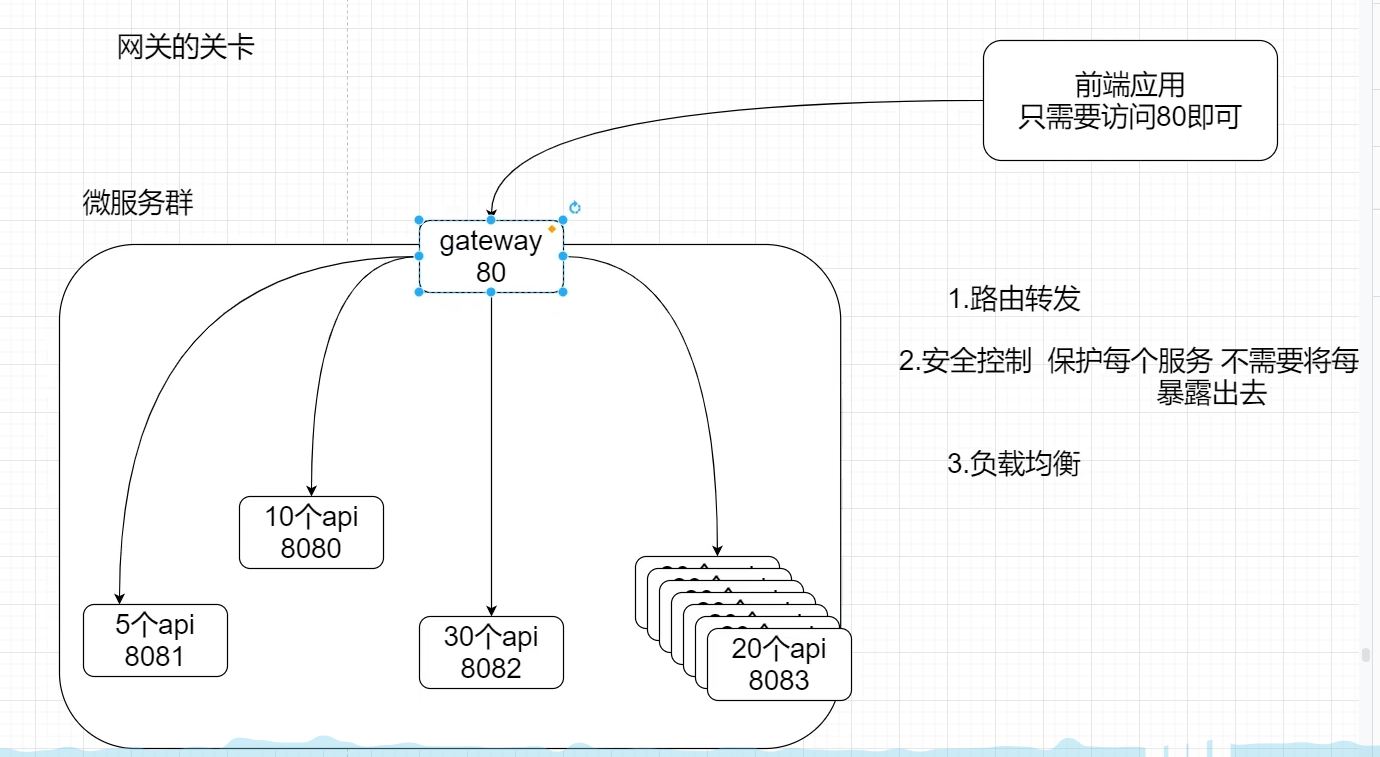 网关的关卡
前端应用
只需要访问80即可
微服务群
gateway
80
1.路由转发
2.安全控制 保护每个服务 不需要将每
暴露出去
3.负载均衡
10个api
8080
5个api
8081
30个api
8082
20个api
8083